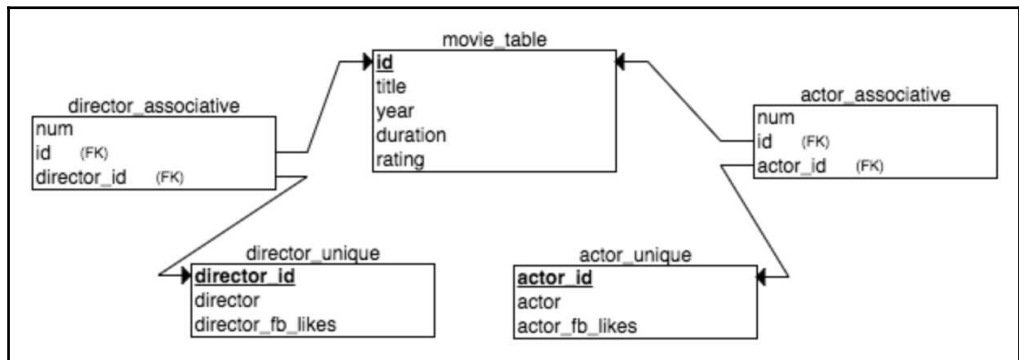 movie_table
id
title
year
duration
rating
director_associative
num
id (FK)
director_id (FK)
actor_associative
num
id (FK)
actor_id (FK)
director_unique
director_id
director
director_fb_likes
actor_unique
actor_id
actor
actor_fb_likes